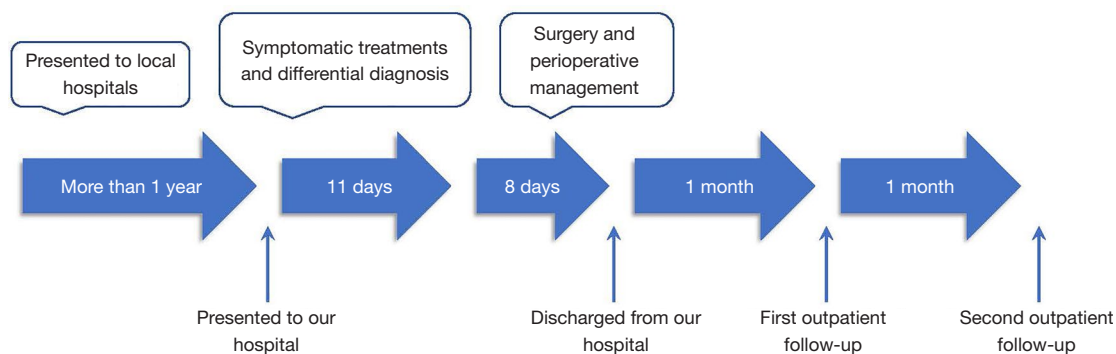 Presented to local
hospitals
Symptomatic treatments
and differential diagnosis
Surgery and
perioperative
management
More than 1 year
11 days
8 days
1 month
1 month
Presented to our
hospital
Discharged from our
hospital
First outpatient
follow-up
Second outpatient
follow-up